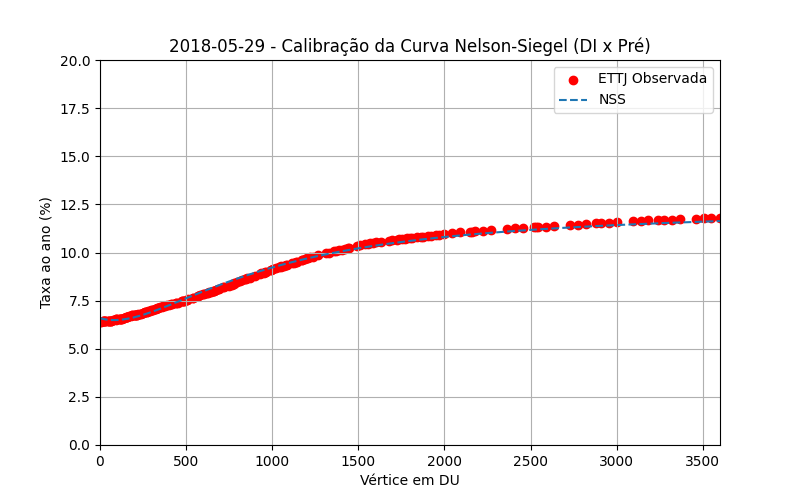 2018-05-29 - Calibração da Curva Nelson-Siegel (DI x Pré)
20.0
17.5
15.0
12.5
10.0
7.5
5.0
2.5
0.0
Taxa ao ano (%)
ETTJ Observada
NSS
0 500 1000 1500 2000 2500 3000 3500
Vértice em DU